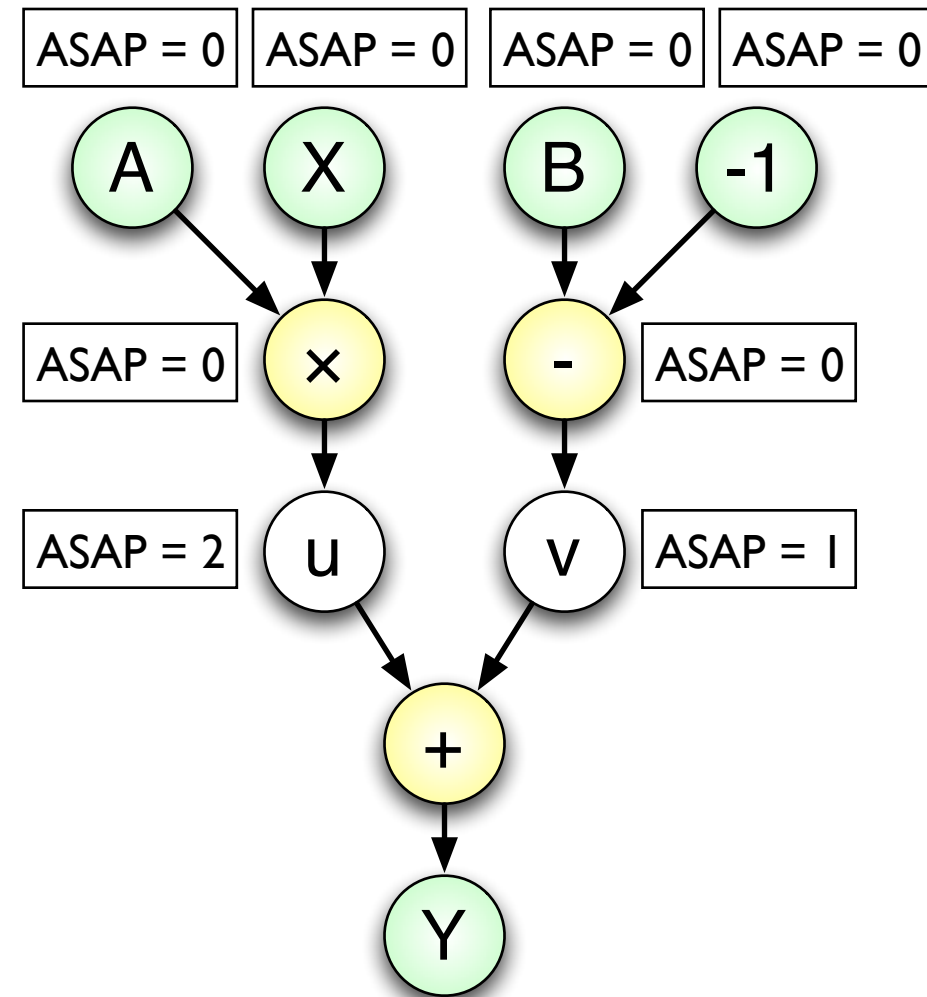 ASAP = 0 ASAP = 0 ASAP = 0 ASAP = 0
A X B -1
ASAP = 0 × - ASAP = 0
ASAP = 2 u v ASAP = 1
+
Y